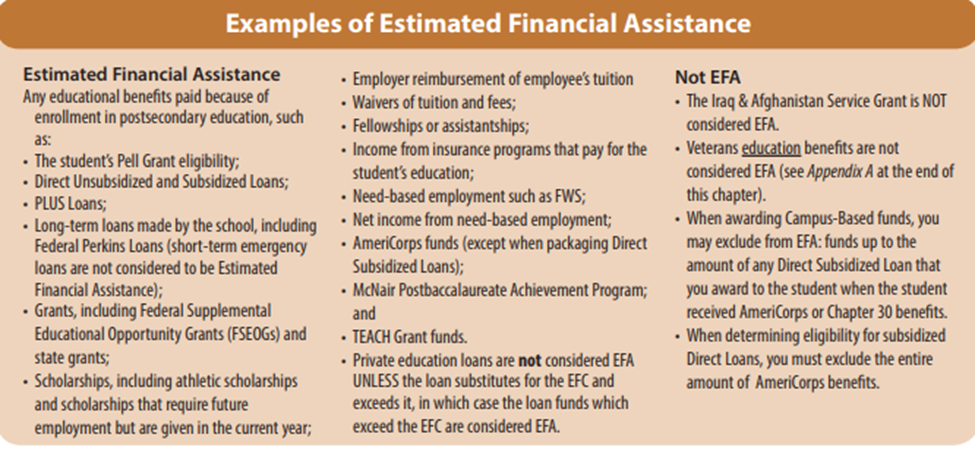 Examples of Estimated Financial Assistance
Estimated Financial Assistance
Any educational benefits paid because of
enrollment in postsecondary education, such
as:
• The student's Pell Grant eligibility;
• Direct Unsubsidized and Subsidized Loans;
• PLUS Loans;
• Long-term loans made by the school, including
Federal Perkins Loans (short-term emergency
loans are not considered to be Estimated
Financial Assistance);
• Grants, including Federal Supplemental
Educational Opportunity Grants (FSEOGs) and
state grants;
• Scholarships, including athletic scholarships
and scholarships that require future
employment but are given in the current year;
• Employer reimbursement of employee's tuition
• Waivers of tuition and fees;
• Fellowships or assistantships;
• Income from insurance programs that pay for the
student's education;
• Need-based employment such as FWS;
• Net income from need-based employment;
• AmeriCorps funds (except when packaging Direct
Subsidized Loans);
• McNair Postbaccalaureate Achievement Program;
and
• TEACH Grant funds.
• Private education loans are not considered EFA
UNLESS the loan substitutes for the EFC and
exceeds it, in which case the loan funds which
exceed the EFC are considered EFA.
Not EFA
• The Iraq & Afghanistan Service Grant is NOT
considered EFA.
• Veterans education benefits are not
considered EFA (see Appendix A at the end of
this chapter).
• When awarding Campus-Based funds, you
may exclude from EFA: funds up to the
amount of any Direct Subsidized Loan that
you award to the student when the student
received AmeriCorps or Chapter 30 benefits.
• When determining eligibility for subsidized
Direct Loans, you must exclude the entire
amount of AmeriCorps benefits.